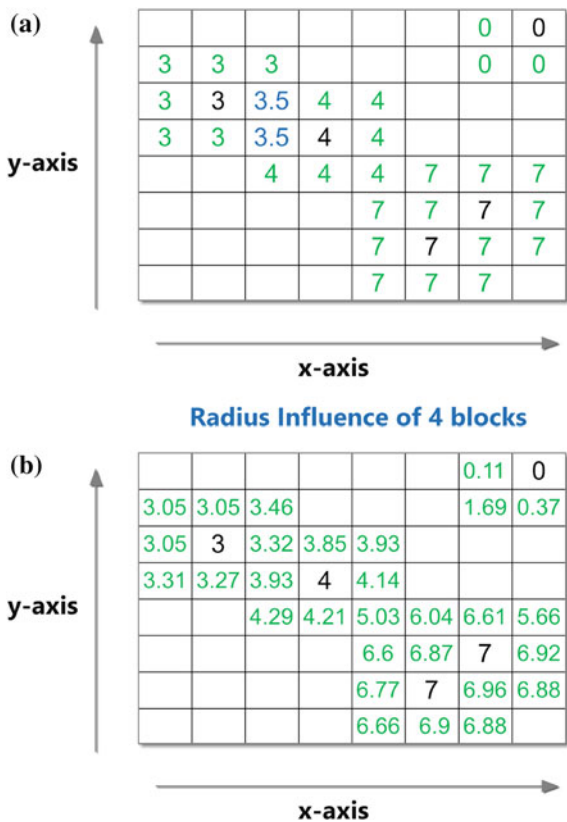 (a)
0 0
3 3 3 0 0
3 3 3.5 4 4
3 3 3.5 4 4
y-axis
4 4 4 7 7 7
7 7 7 7
7 7 7 7
7 7 7
x-axis
Radius Influence of 4 blocks
(b)
0.11 0
3.05 3.05 3.46 1.69 0.37
3.05 3 3.32 3.85 3.93
3.31 3.27 3.93 4 4.14
y-axis
4.29 4.21 5.03 6.04 6.61 5.66
6.6 6.87 7 6.92
6.77 7 6.96 6.88
6.66 6.9 6.88
x-axis